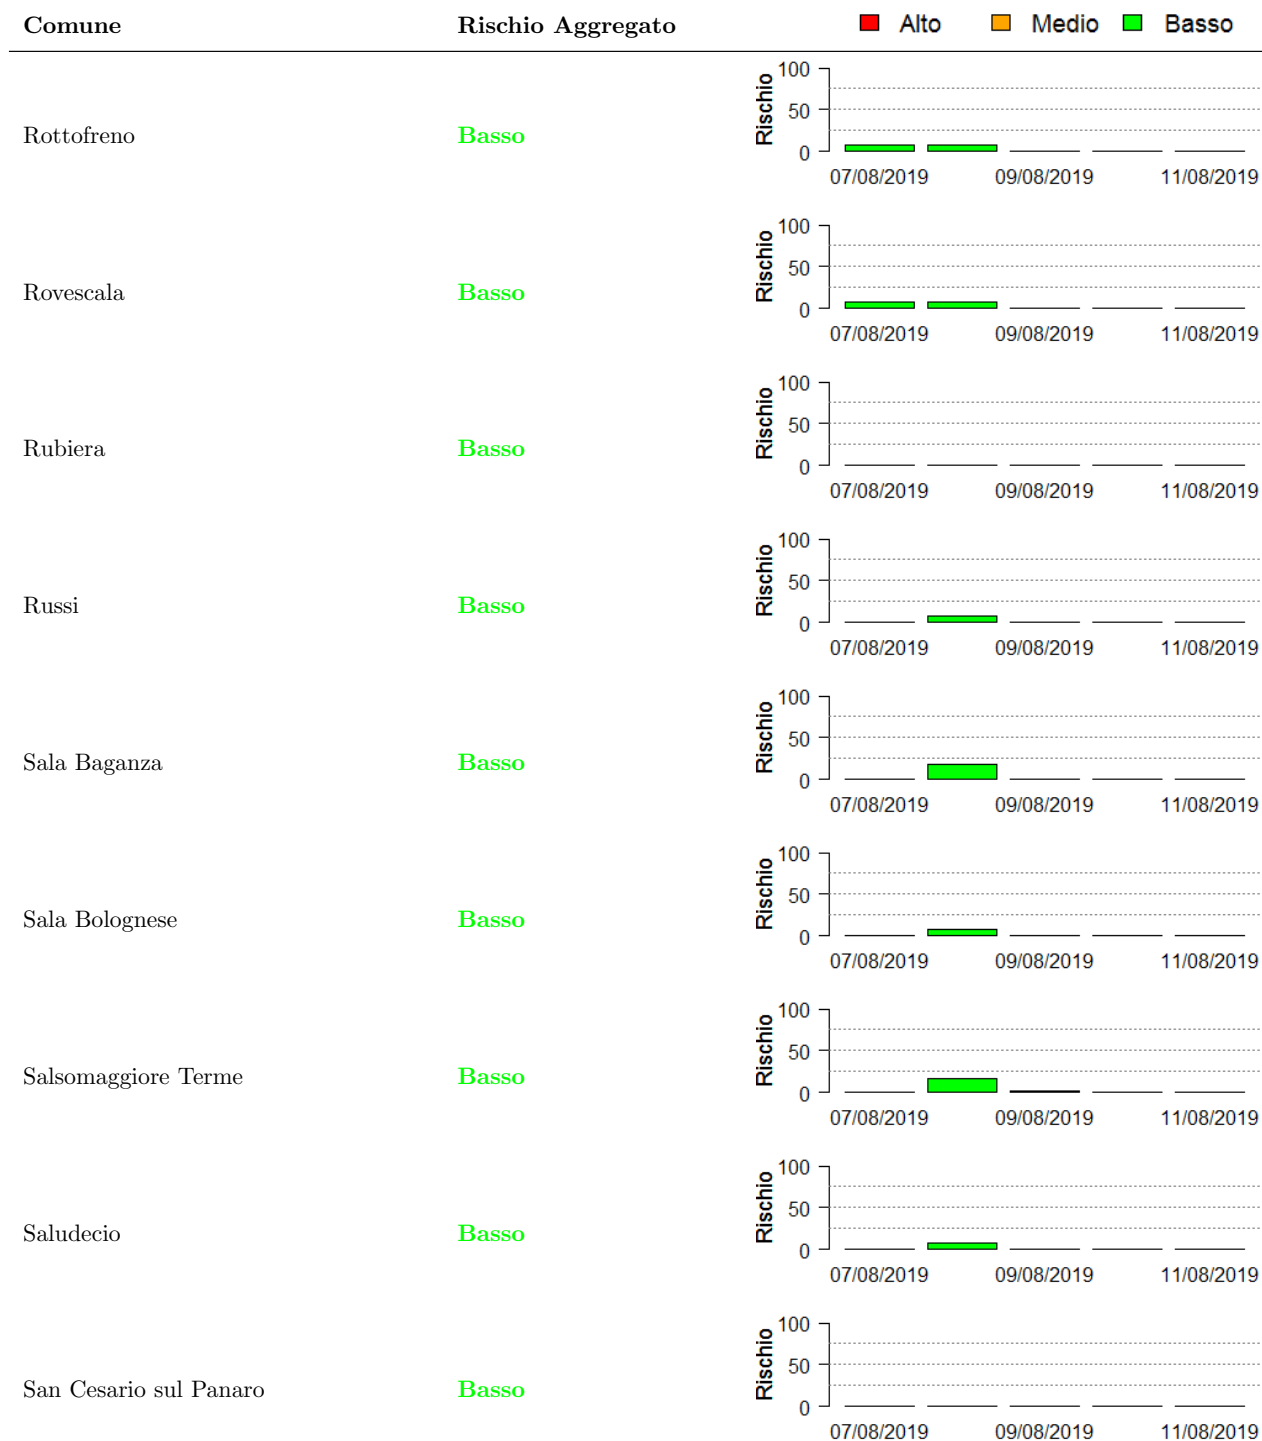 Comune Rischio Aggregato Alto Medio Basso
Rottofreno Basso Rischio 100 50 0
07/08/2019 09/08/2019 11/08/2019
Rovescala Basso Rischio 100 50 0
07/08/2019 09/08/2019 11/08/2019
Rubiera Basso Rischio 100 50 0
07/08/2019 09/08/2019 11/08/2019
Russi Basso Rischio 100 50 0
07/08/2019 09/08/2019 11/08/2019
Sala Baganza Basso Rischio 100 50 0
07/08/2019 09/08/2019 11/08/2019
Sala Bolognese Basso Rischio 100 50 0
07/08/2019 09/08/2019 11/08/2019
Salsomaggiore Terme Basso Rischio 100 50 0
07/08/2019 09/08/2019 11/08/2019
Saludecio Basso Rischio 100 50 0
07/08/2019 09/08/2019 11/08/2019
San Cesario sul Panaro Basso Rischio 100 50 0
07/08/2019 09/08/2019 11/08/2019